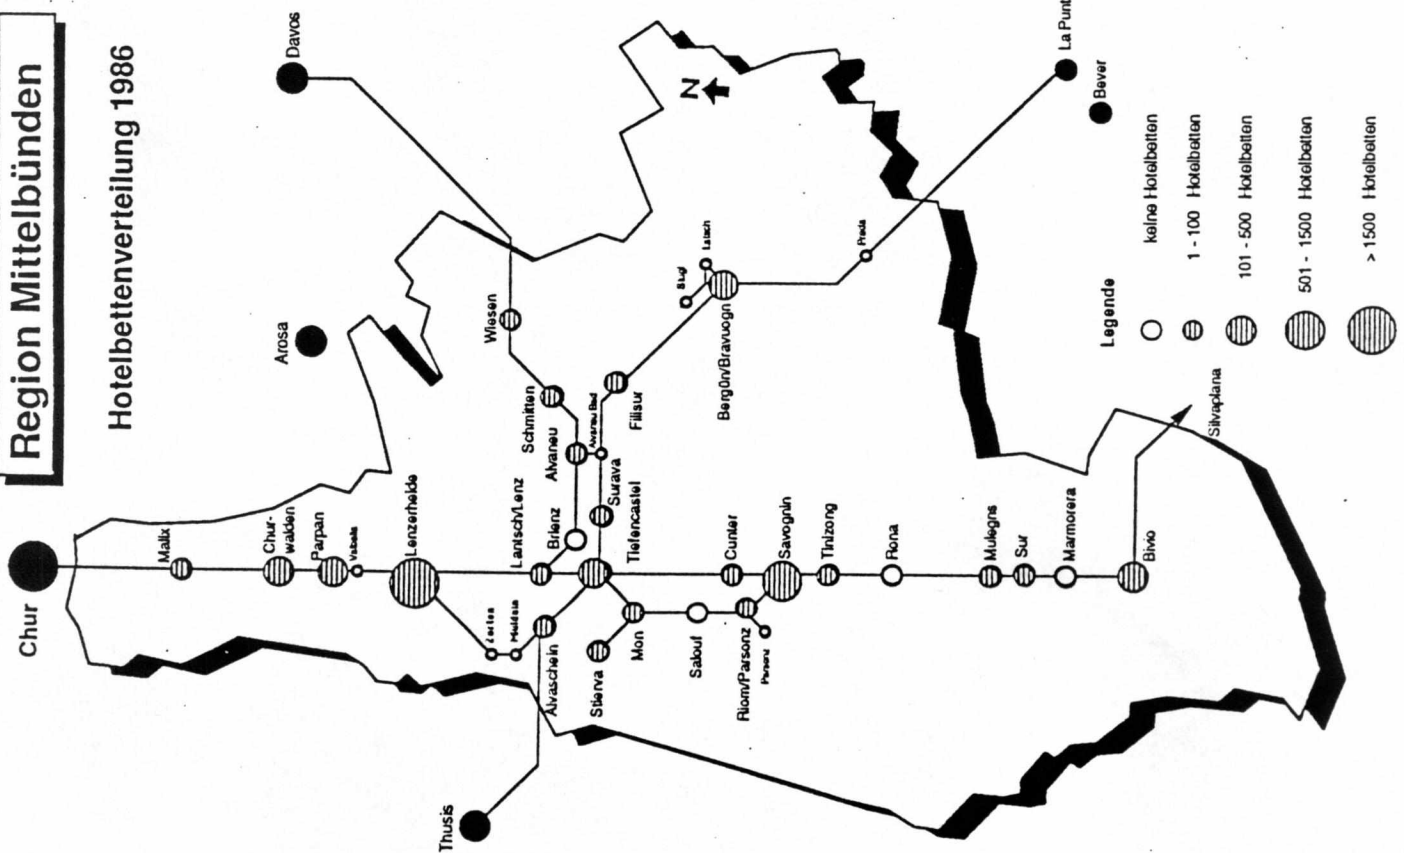 Region Mittelbünden
Hotelbettenverteilung 1986
Chur
Davos
Arosa
Malix
Chur-
walden
Parpan
Valbella
Lenzerheide
Wiesen
Schmitten
Alvaneu
Alvaneu Bad
Lantsch/Lenz
Brienz
Surava
Tiefencastel
Filisur
Stugl
Latsch
Bergün/Bravuogn
Preda
La Punt
Bever
N
Zorten
Muldain
Alvaschein
Thusis
Stierva
Mon
Salouf
Riom/Parsonz
Parsonz
Cunter
Savognin
Tinizong
Rona
Mulegns
Sur
Marmorera
Bivio
Silvaplana
Legende
keine Hotelbetten
1 - 100 Hotelbetten
101 - 500 Hotelbetten
501 - 1500 Hotelbetten
> 1500 Hotelbetten